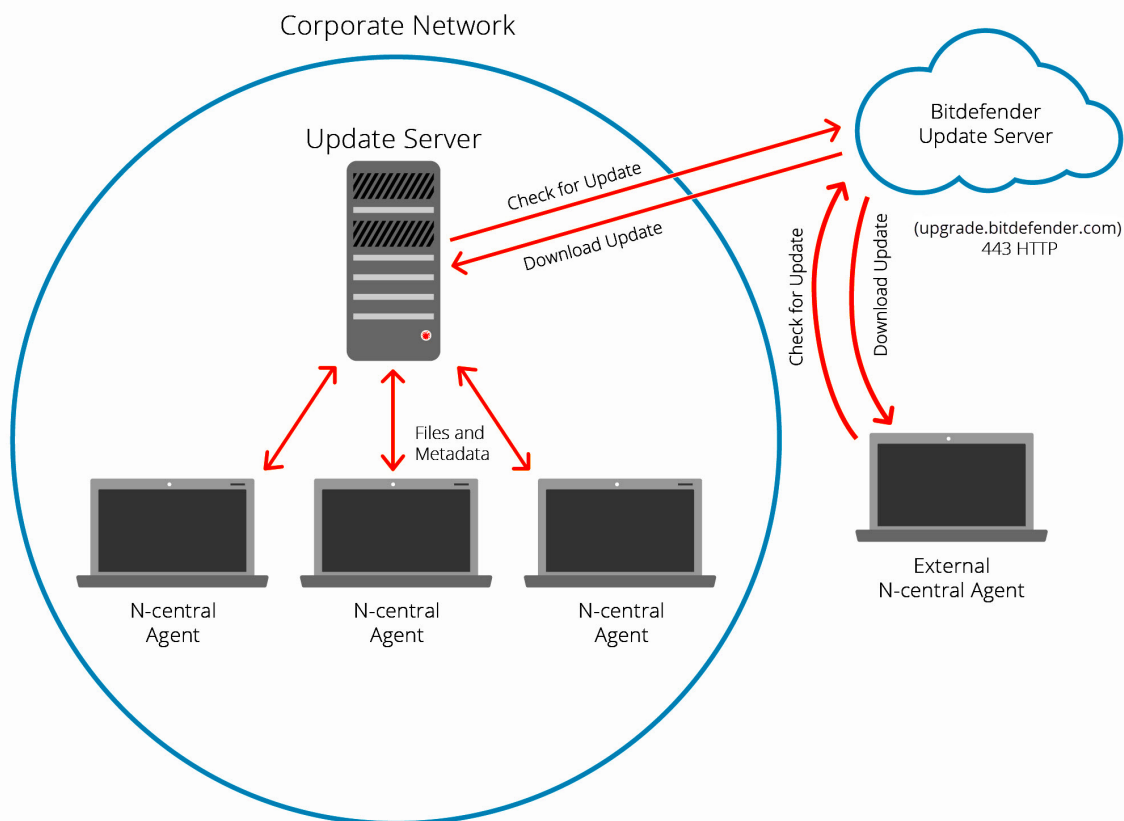 Corporate Network
Update Server
Check for Update
Download Update
Bitdefender
Update Server
(upgrade.bitdefender.com)
443 HTTP
Check for Update
Download Update
Files and
Metadata
N-central
Agent
N-central
Agent
N-central
Agent
External
N-central Agent